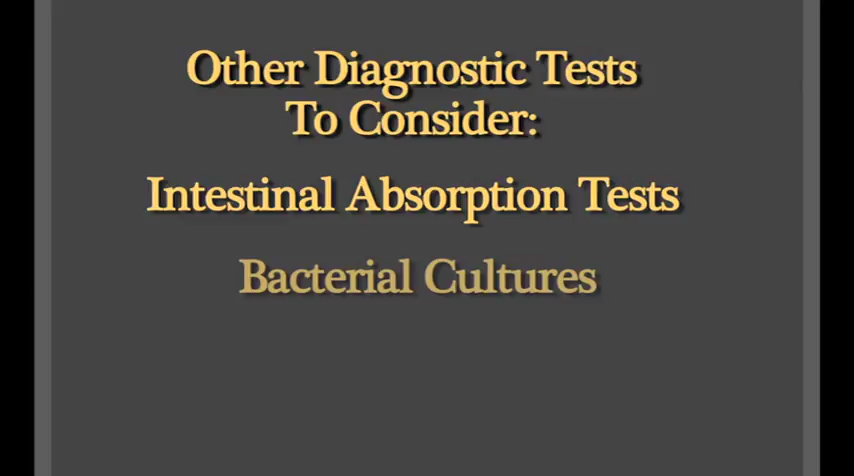 Other Diagnostic Tests
To Consider:
Intestinal Absorption Tests
Bacterial Cultures